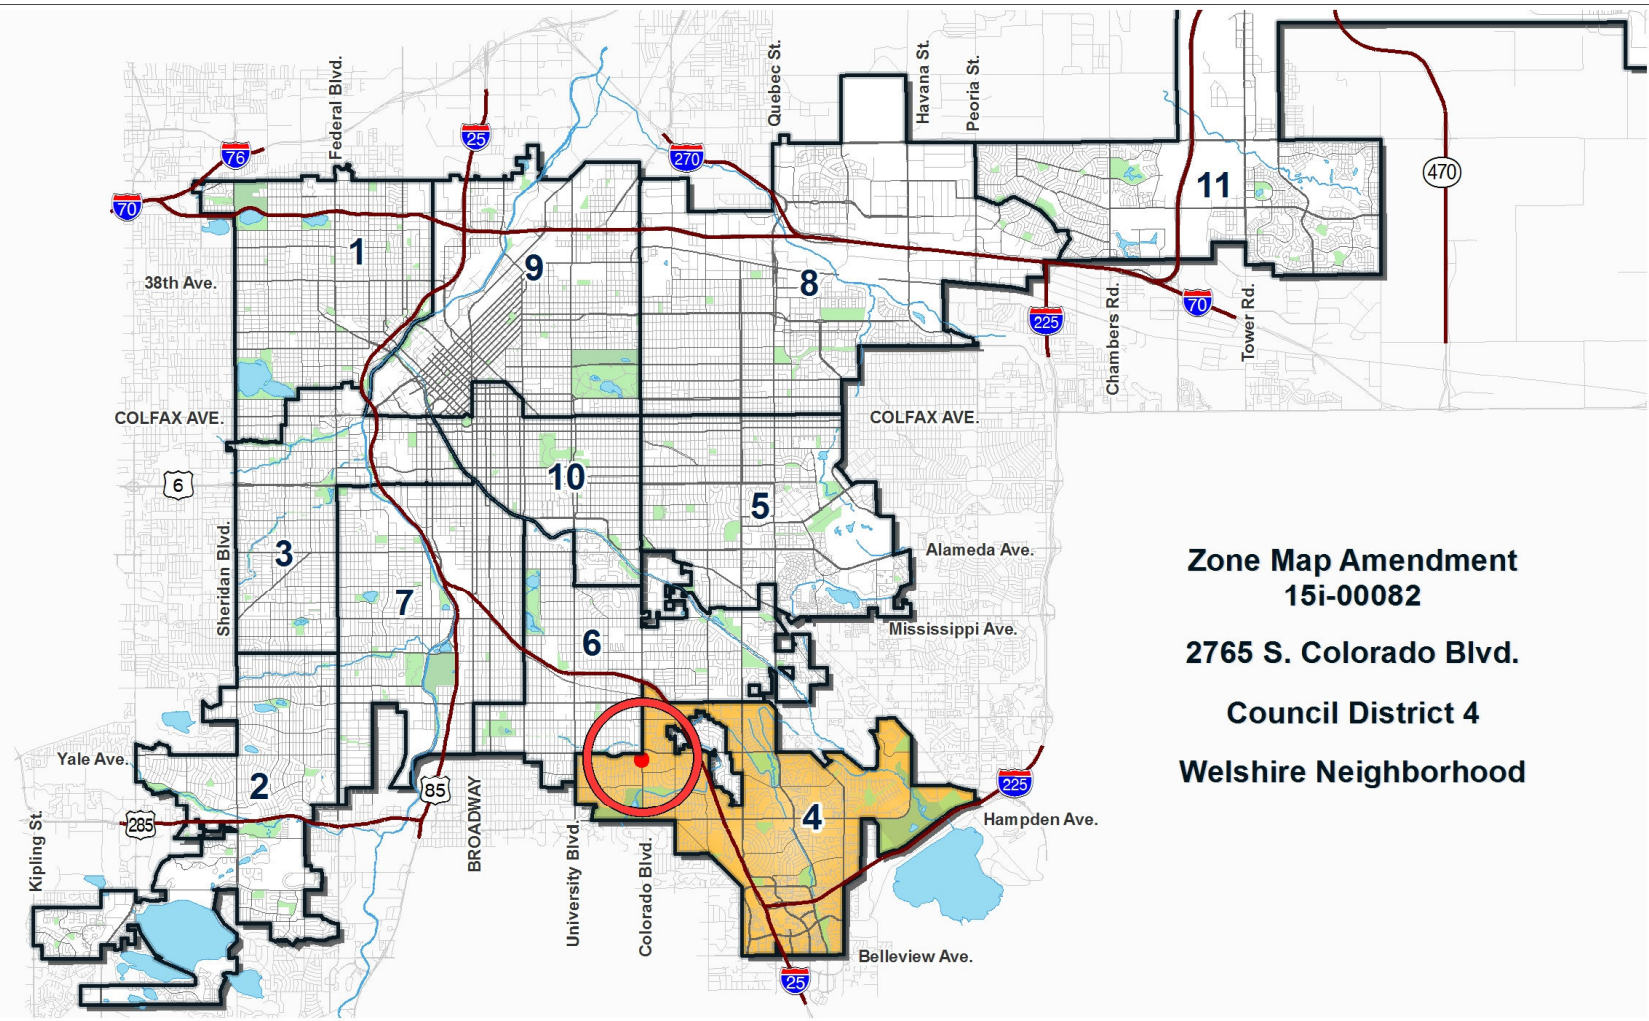 Federal Blvd.
Quebec St.
Havana St.
Peoria St.
25
76
270
70
470
11
1
9
8
38th Ave.
225
Chambers Rd.
70
Tower Rd.
COLFAX AVE.
COLFAX AVE.
6
10
5
Sheridan Blvd.
3
Alameda Ave.
7
6
Mississippi Ave.
Yale Ave.
2
85
BROADWAY
285
Kipling St.
University Blvd.
Colorado Blvd.
4
225
Hampden Ave.
Belleview Ave.
25
Zone Map Amendment
15i-00082
2765 S. Colorado Blvd.
Council District 4
Welshire Neighborhood